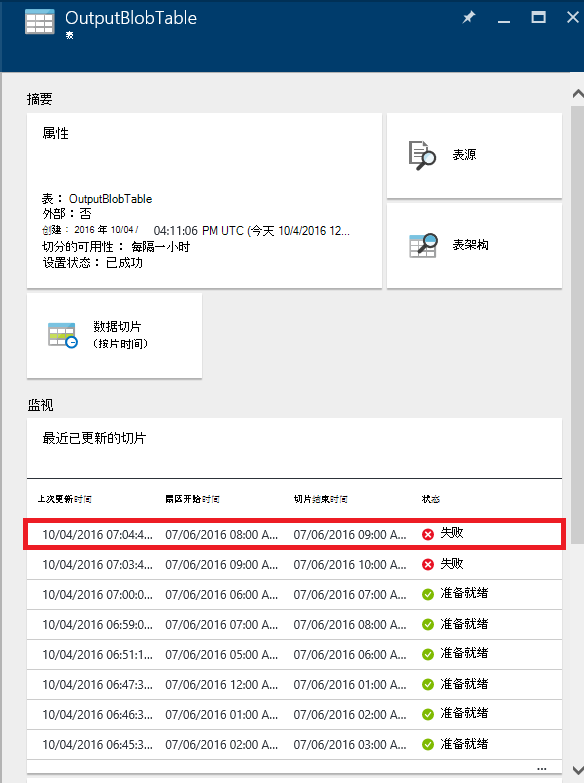 OutputBlobTable
表
摘要
属性
表： OutputBlobTable
外部：否
创建： 2016 年 10/04/ 04:11:06 PM UTC (今天 10/4/2016 12...
切分的可用性： 每隔一小时
设置状态： 已成功
表源
表架构
数据切片
（按片时间）
监视
最近已更新的切片
上次更新时间 扇区开始时间 切片结束时间 状态
10/04/2016 07:04:4... 07/06/2016 08:00 A... 07/06/2016 09:00 A... 失败
10/04/2016 07:03:4... 07/06/2016 09:00 A... 07/06/2016 10:00 A... 失败
10/04/2016 07:00:0... 07/06/2016 06:00 A... 07/06/2016 07:00 A... 准备就绪
10/04/2016 06:59:0... 07/06/2016 07:00 A... 07/06/2016 08:00 A... 准备就绪
10/04/2016 06:51:1... 07/06/2016 05:00 A... 07/06/2016 06:00 A... 准备就绪
10/04/2016 06:47:3... 07/06/2016 12:00 A... 07/06/2016 01:00 A... 准备就绪
10/04/2016 06:46:3... 07/06/2016 01:00 A... 07/06/2016 02:00 A... 准备就绪
10/04/2016 06:45:3... 07/06/2016 02:00 A... 07/06/2016 03:00 A... 准备就绪
...